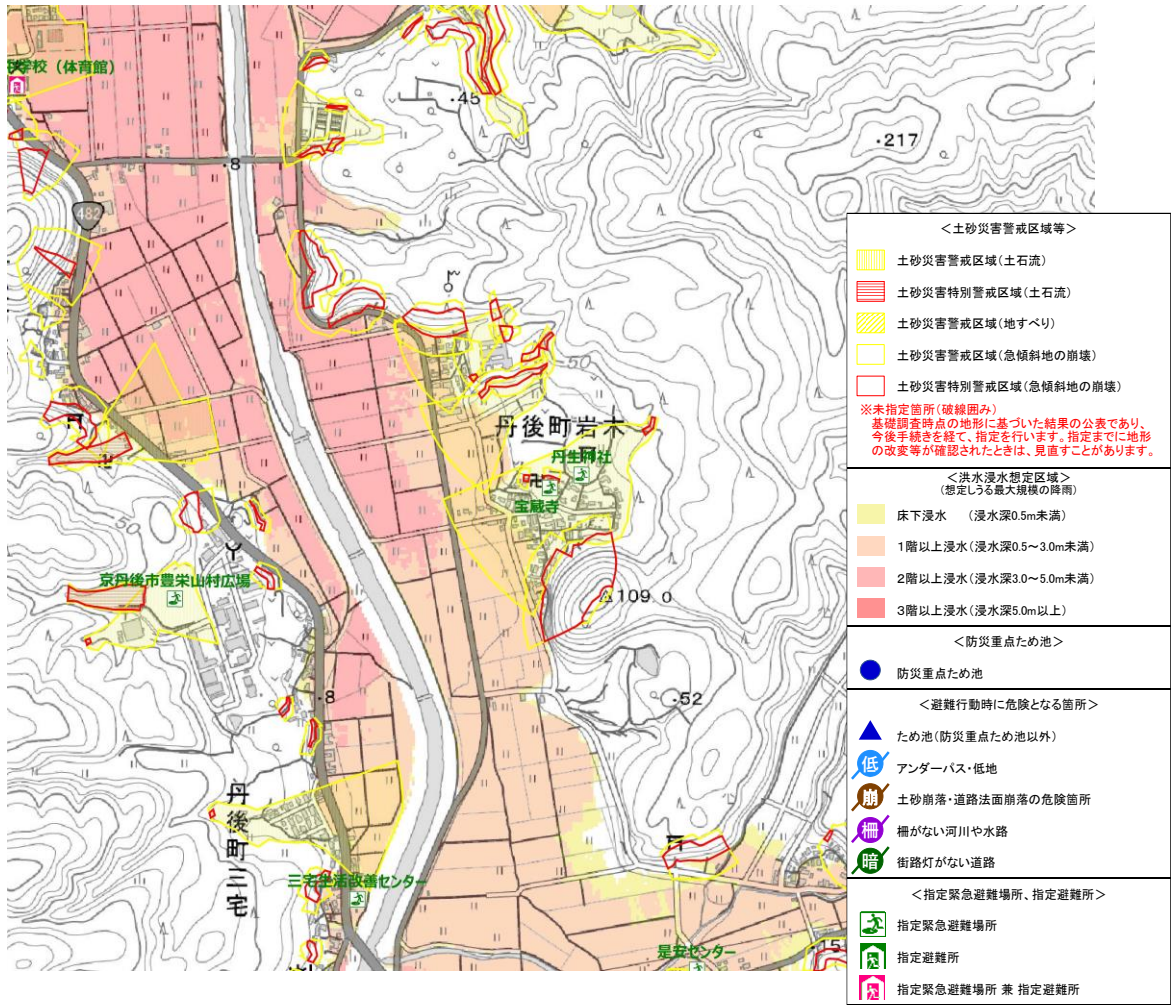 学校（体育館）
・45
・217
・8
482
50
丹後町岩木
丹生神社
宝蔵寺
50
京丹後市豊栄山村広場
109.0
・52
・8
丹後町三宅
三宅生活改善センター
是安センター
・15
＜土砂災害警戒区域等＞
土砂災害警戒区域（土石流）
土砂災害特別警戒区域（土石流）
土砂災害警戒区域（地すべり）
土砂災害警戒区域（急傾斜地の崩壊）
土砂災害特別警戒区域（急傾斜地の崩壊）
※未指定箇所（破線囲み）
基礎調査時点の地形に基づいた結果の公表であり、
今後手続きを経て、指定を行います。指定までに地形
の改変等が確認されたときは、見直すことがあります。
＜洪水浸水想定区域＞
（想定しうる最大規模の降雨）
床下浸水　（浸水深0.5m未満）
１階以上浸水（浸水深0.5～3.0m未満）
２階以上浸水（浸水深3.0～5.0m未満）
３階以上浸水（浸水深5.0m以上）
＜防災重点ため池＞
防災重点ため池
＜避難行動時に危険となる箇所＞
ため池（防災重点ため池以外）
低 アンダーパス・低地
崩 土砂崩落・道路法面崩落の危険箇所
柵 柵がない河川や水路
暗 街路灯がない道路
＜指定緊急避難場所、指定避難所＞
指定緊急避難場所
指定避難所
指定緊急避難場所 兼 指定避難所